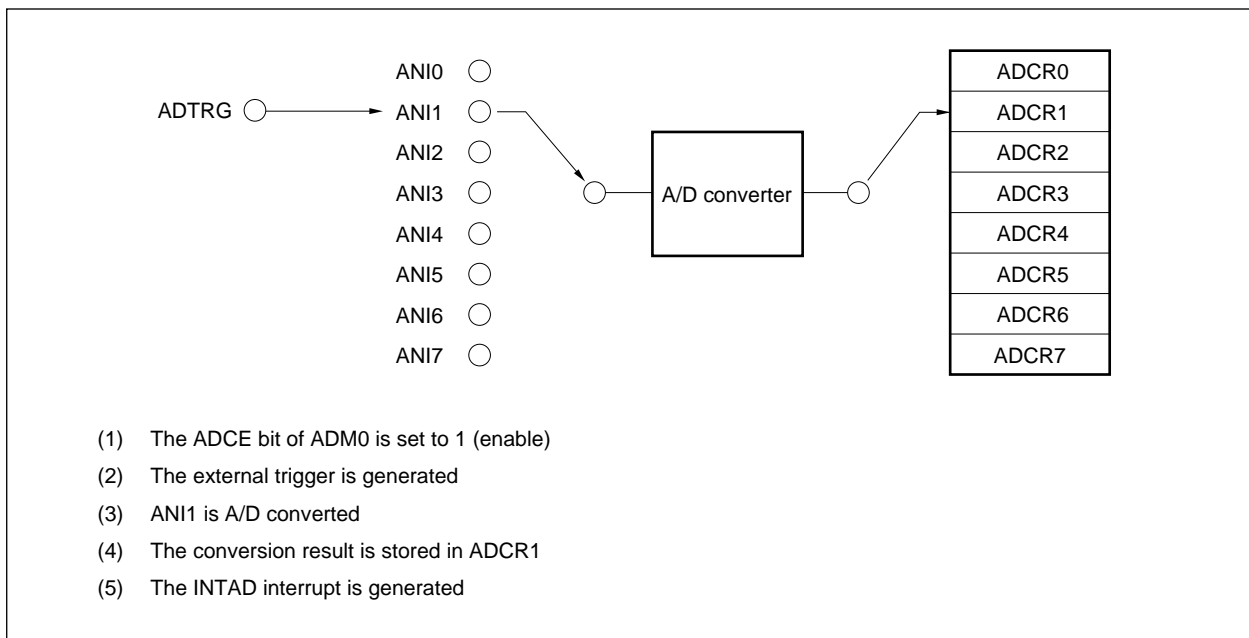 ANI0
ADTRG
ANI1
ANI2
ANI3
ANI4
ANI5
ANI6
ANI7
A/D converter
ADCR0
ADCR1
ADCR2
ADCR3
ADCR4
ADCR5
ADCR6
ADCR7
(1) The ADCE bit of ADM0 is set to 1 (enable)
(2) The external trigger is generated
(3) ANI1 is A/D converted
(4) The conversion result is stored in ADCR1
(5) The INTAD interrupt is generated